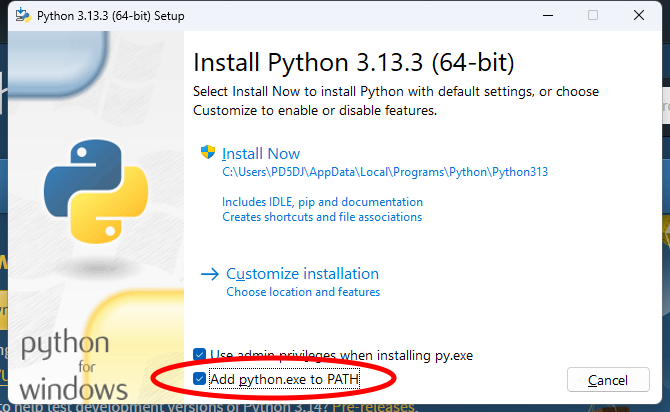 Python 3.13.3 (64-bit) Setup
Install Python 3.13.3 (64-bit)
Select Install Now to install Python with default settings, or choose
Customize to enable or disable features.
Install Now
C:\Users\PD5DJ\AppData\Local\Programs\Python\Python313
Includes IDLE, pip and documentation
Creates shortcuts and file associations
Customize installation
Choose location and features
Use admin privileges when installing py.exe
Add python.exe to PATH
Cancel
python
for
windows
to help test development versions of Python 3.14? Pre-releases.